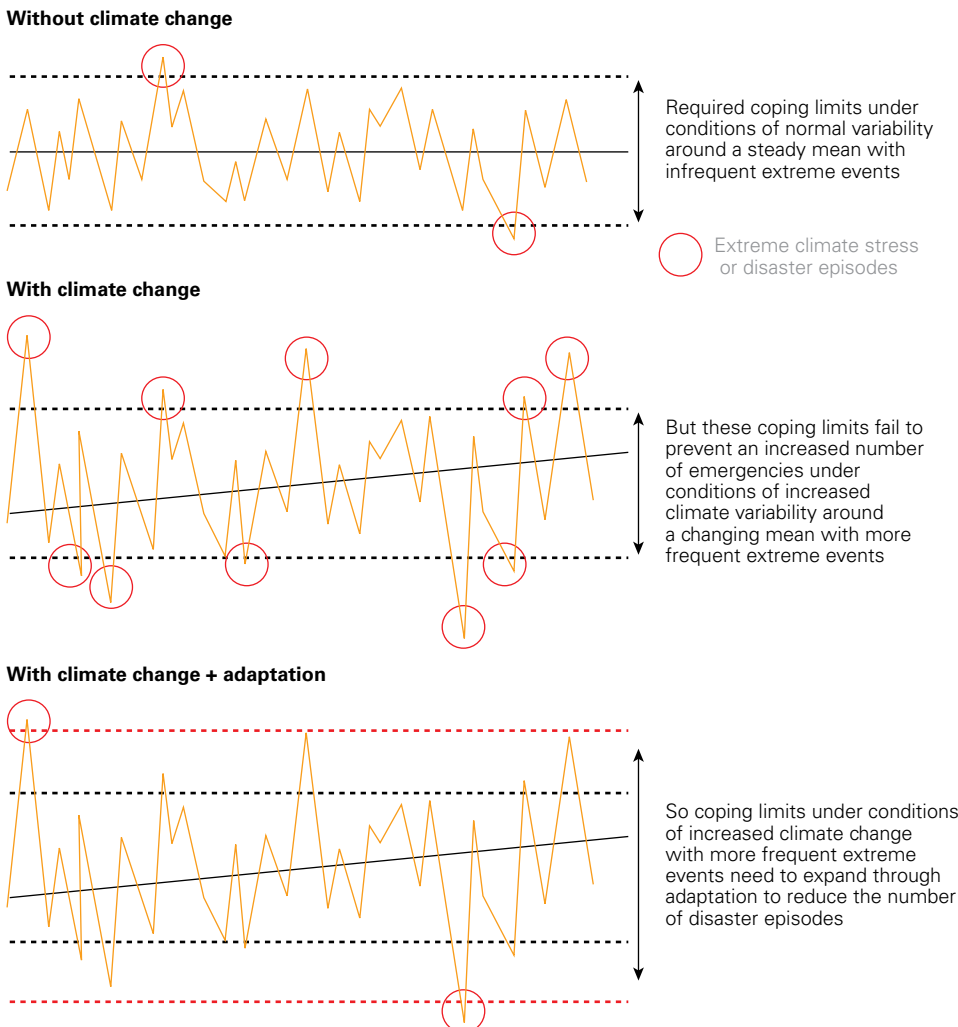 Without climate change
Required coping limits under
conditions of normal variability
around a steady mean with
infrequent extreme events
Extreme climate stress
or disaster episodes
With climate change
But these coping limits fail to
prevent an increased number
of emergencies under
conditions of increased
climate variability around
a changing mean with more
frequent extreme events
With climate change + adaptation
So coping limits under conditions
of increased climate change
with more frequent extreme
events need to expand through
adaptation to reduce the number
of disaster episodes